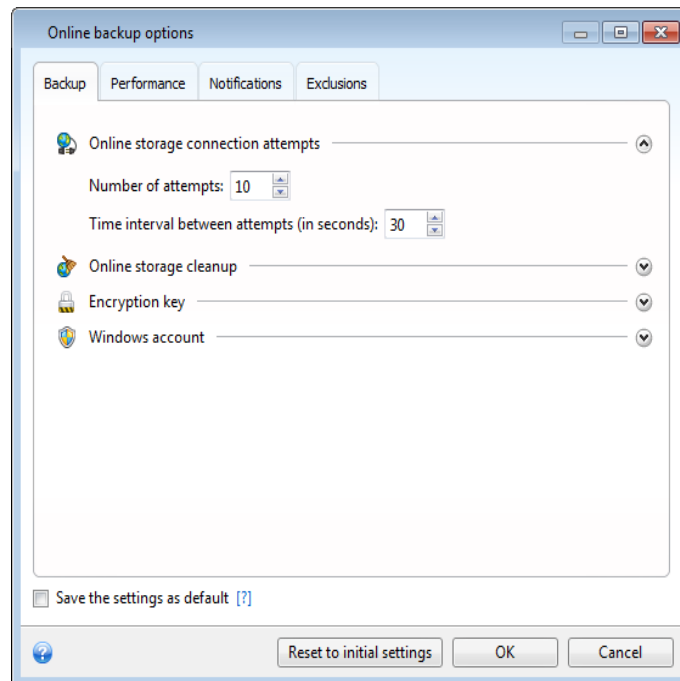 Online backup options
Backup Performance Notifications Exclusions
Online storage connection attempts
Number of attempts: 10
Time interval between attempts (in seconds): 30
Online storage cleanup
Encryption key
Windows account
Save the settings as default [?]
Reset to initial settings OK Cancel